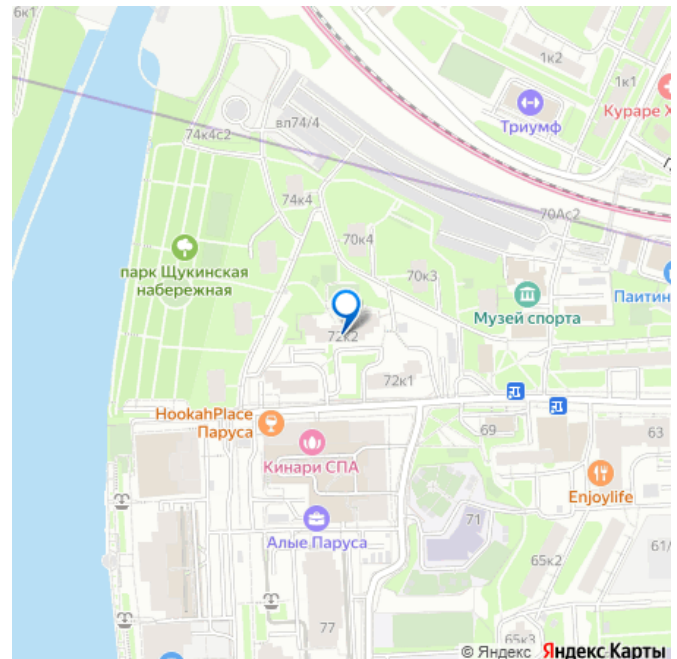 6к1
1к2
1к1
Триумф
Кураре Х
вл74/4
74к4с2
74к4
70Ас2
70к4
70к3
парк Щукинская
набережная
Музей спорта
Паитин
72к2
72к1
HookahPlace
Паруса
69
63
Кинари СПА
Enjoylife
Алые Паруса
71
65к2
61/
77
65к3
© Яндекс Яндекс Карты